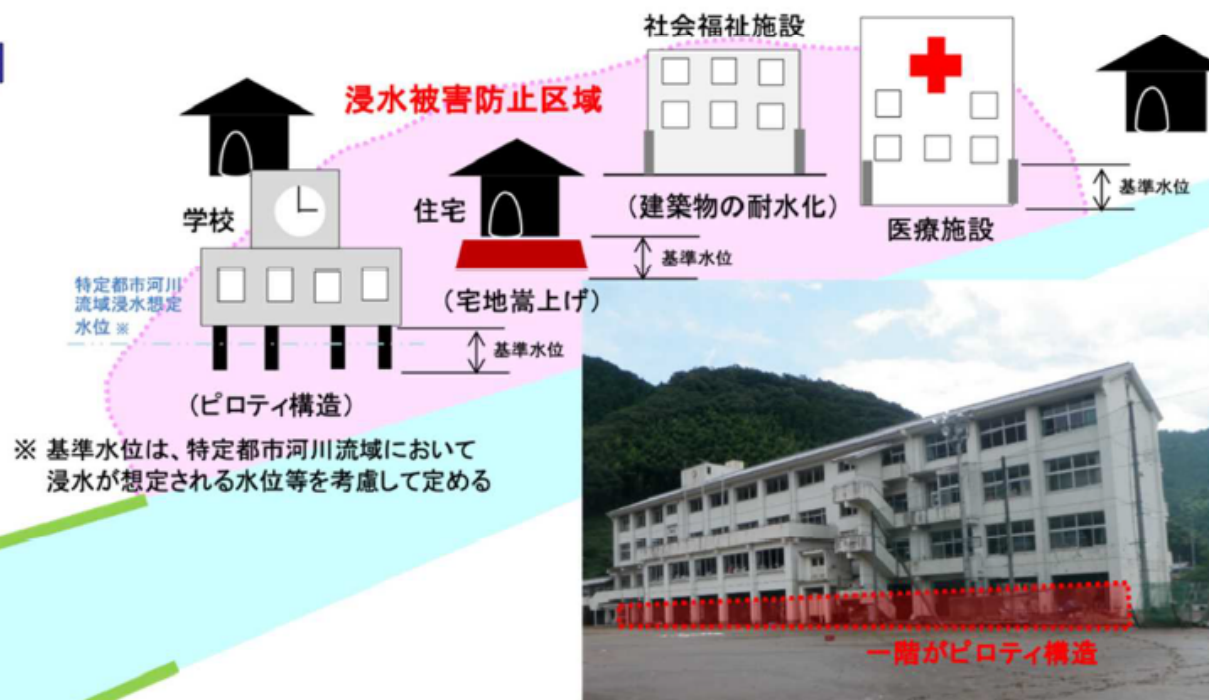 社会福祉施設
浸水被害防止区域
学校
住宅
(建築物の耐水化)
医療施設
基準水位
基準水位
特定都市河川
流域浸水想定
水位 ※
(宅地嵩上げ)
基準水位
(ピロティ構造)
※ 基準水位は、特定都市河川流域において
浸水が想定される水位等を考慮して定める
一階がピロティ構造